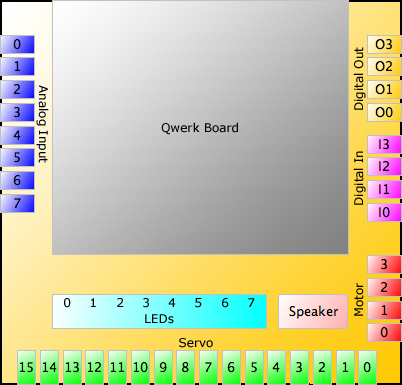 0
1
2
3
4
5
6
7
Analog Input
Qwerk Board
Digital Out
O3
O2
O1
O0
Digital In
I3
I2
I1
I0
Motor
3
2
1
0
0 1 2 3 4 5 6 7
LEDs
Speaker
Servo
15 14 13 12 11 10 9 8 7 6 5 4 3 2 1 0